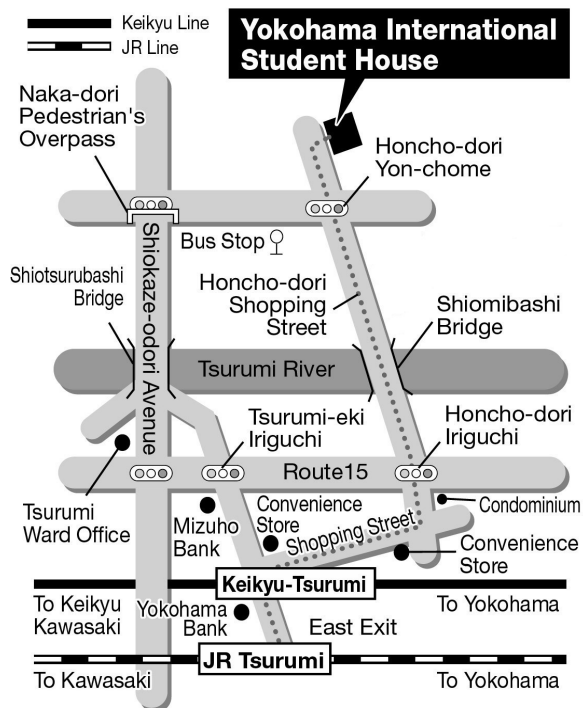 Keikyu Line
JR Line
Yokohama International
Student House
Naka-dori
Pedestrian's
Overpass
Honcho-dori
Yon-chome
Bus Stop
Shiokaze-odori Avenue
Shiotsurubashi
Bridge
Honcho-dori
Shopping
Street
Shiomibashi
Bridge
Tsurumi River
Tsurumi-eki
Iriguchi
Honcho-dori
Iriguchi
Route15
Tsurumi
Ward Office
Mizuho
Bank
Convenience
Store
Shopping Street
Condominium
Convenience
Store
Keikyu-Tsurumi
To Keikyu
Kawasaki
Yokohama
Bank
To Yokohama
East Exit
JR Tsurumi
To Kawasaki
To Yokohama